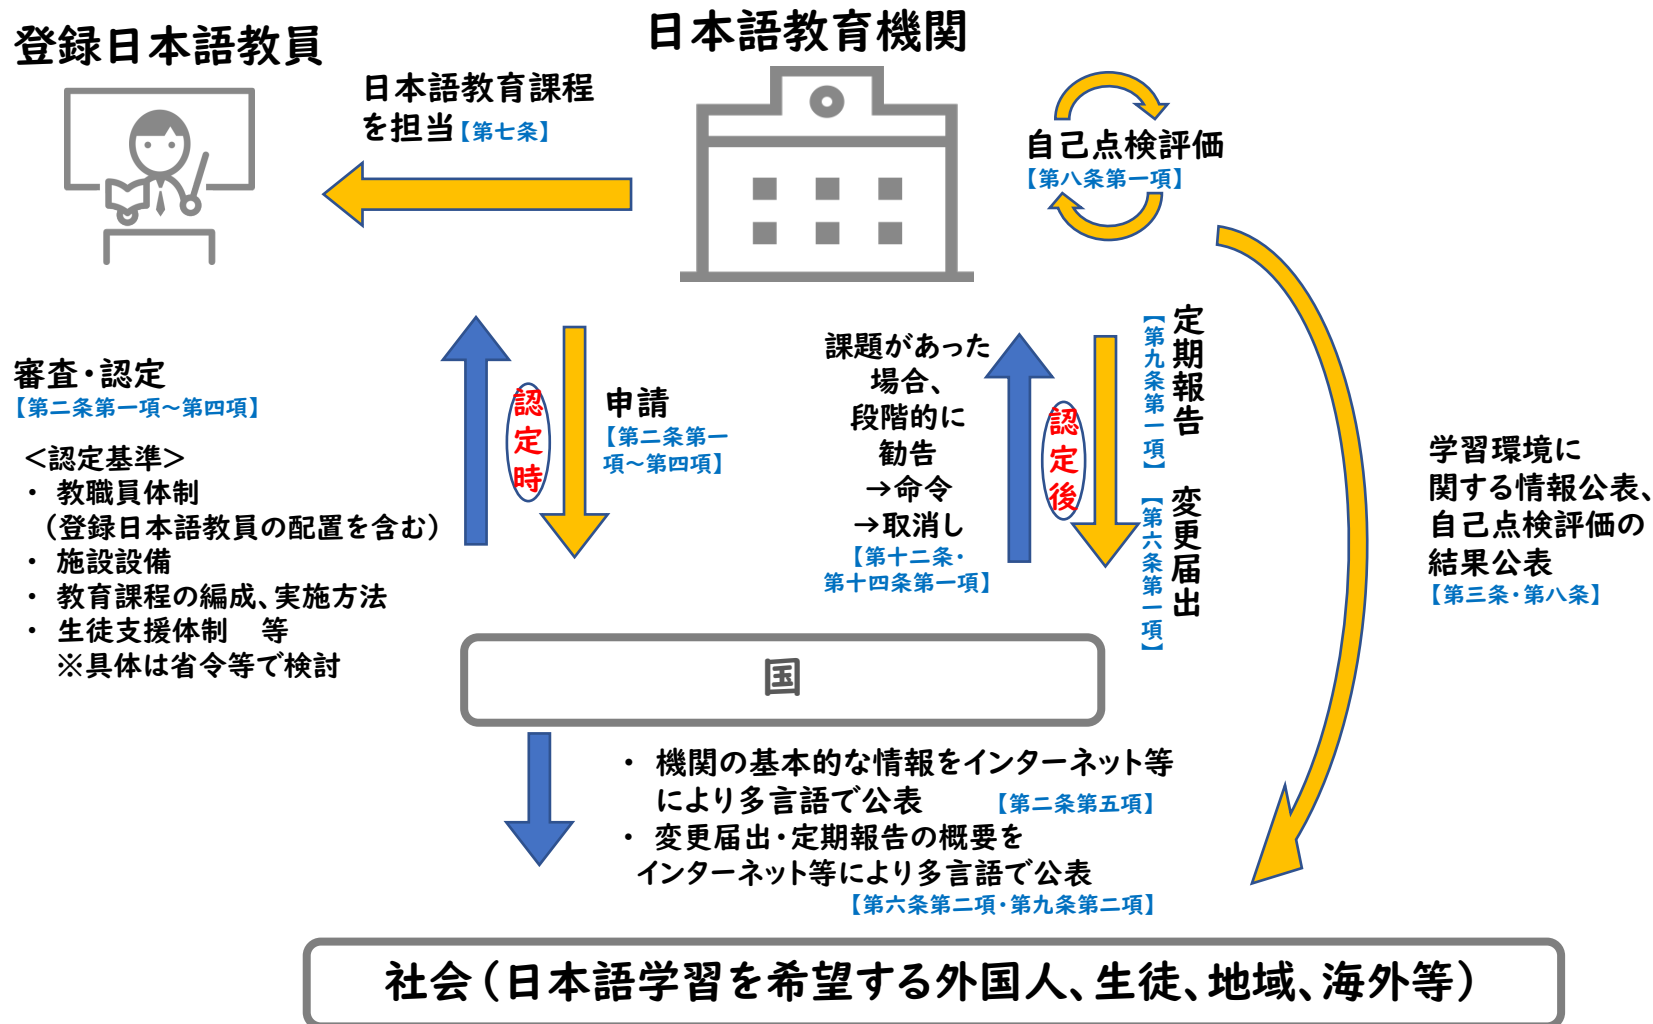 登録日本語教員
日本語教育機関
日本語教育課程
を担当【第七条】
自己点検評価
【第八条第一項】
審査・認定
【第二条第一項～第四項】
＜認定基準＞
・ 教職員体制
（登録日本語教員の配置を含む）
・ 施設設備
・ 教育課程の編成、実施方法
・ 生徒支援体制　等
※具体は省令等で検討
認定時
申請
【第二条第一
項～第四項】
課題があった
場合、
段階的に
勧告
→命令
→取消し
【第十二条・
第十四条第一項】
認定後
定期報告
【第九条第一項】
変更届出
【第六条第一項】
学習環境に
関する情報公表、
自己点検評価の
結果公表
【第三条・第八条】
国
・ 機関の基本的な情報をインターネット等
により多言語で公表　【第二条第五項】
・ 変更届出・定期報告の概要を
インターネット等により多言語で公表
【第六条第二項・第九条第二項】
社会（日本語学習を希望する外国人、生徒、地域、海外等）